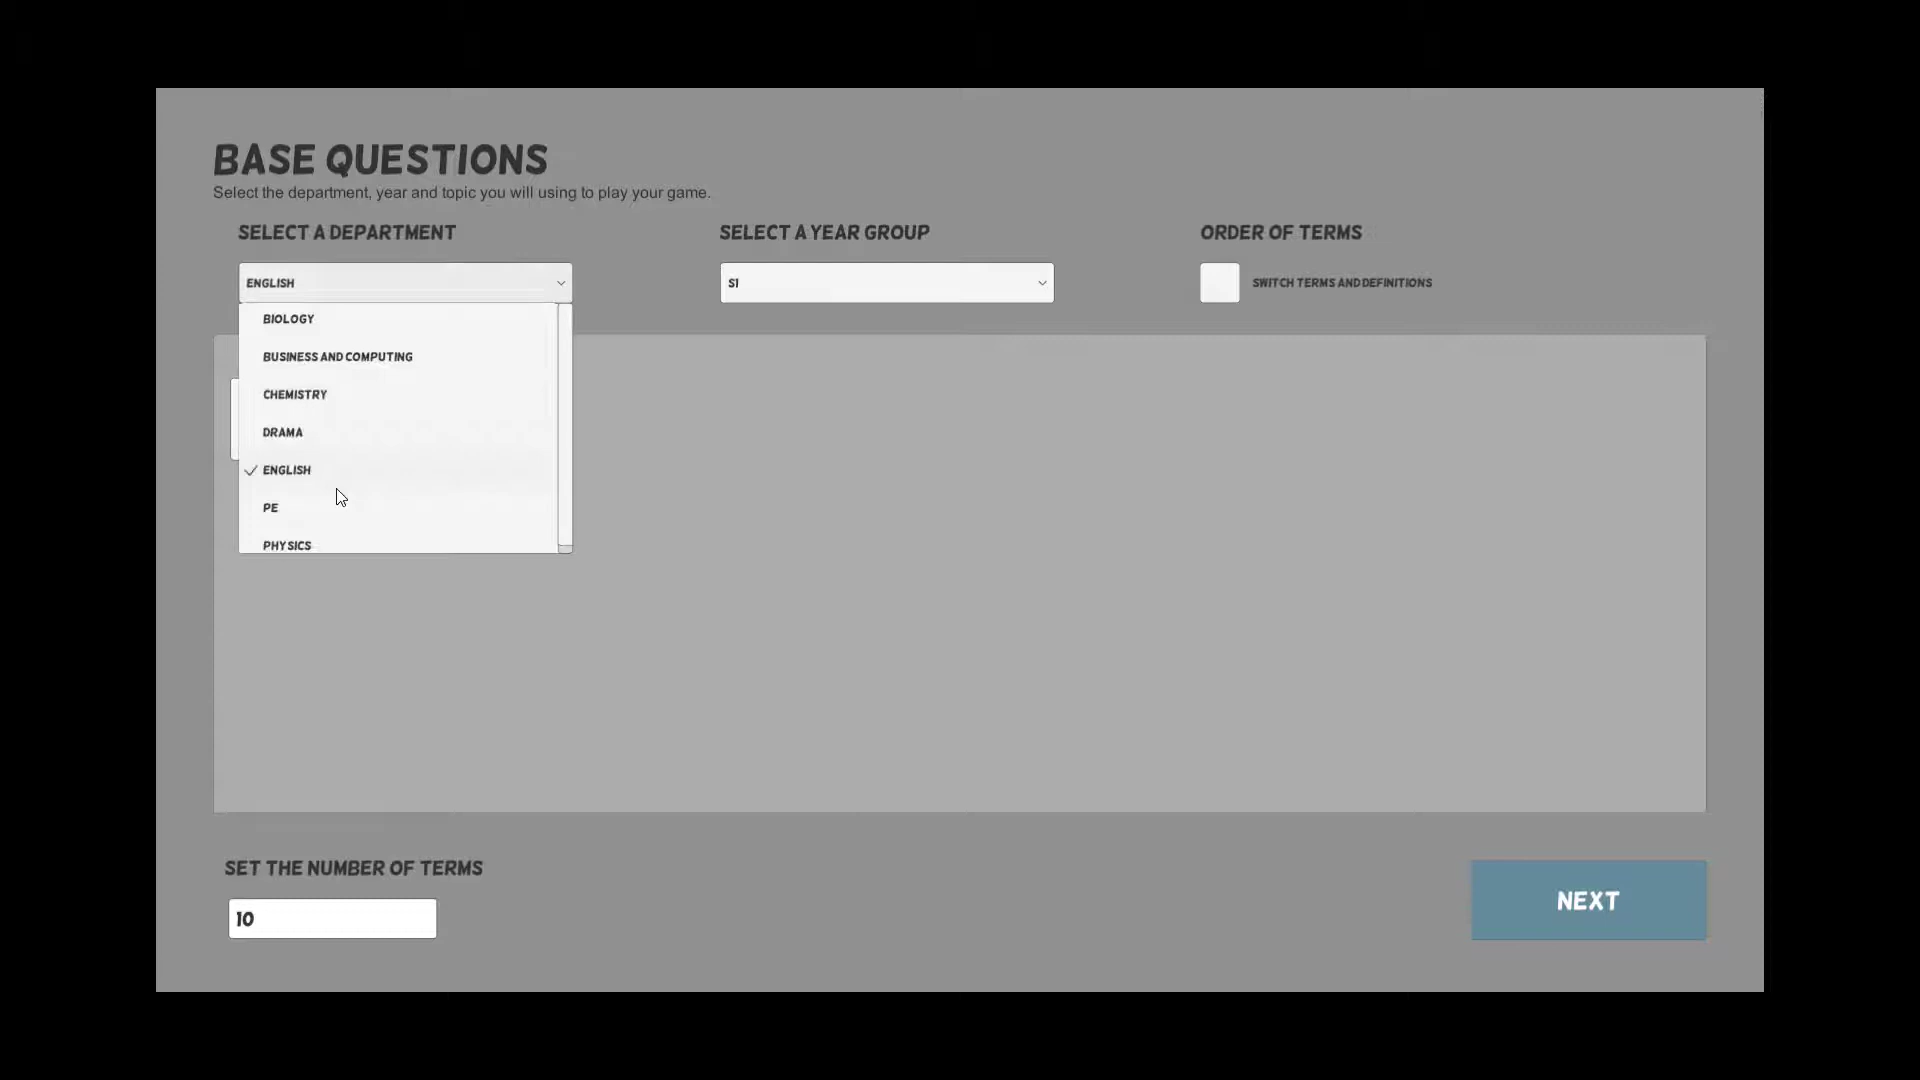 BASE QUESTIONS
Select the department, year and topic you will using to play your game.
SELECT A DEPARTMENT
SELECT A YEAR GROUP
ORDER OF TERMS
ENGLISH
S1
SWITCH TERMS AND DEFINITIONS
BIOLOGY
BUSINESS AND COMPUTING
CHEMISTRY
DRAMA
ENGLISH
PE
PHYSICS
SET THE NUMBER OF TERMS
10
NEXT